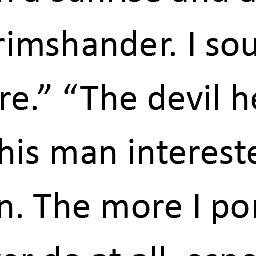 rimshander. I sou
re.” “The devil he
his man intereste
n. The more I por